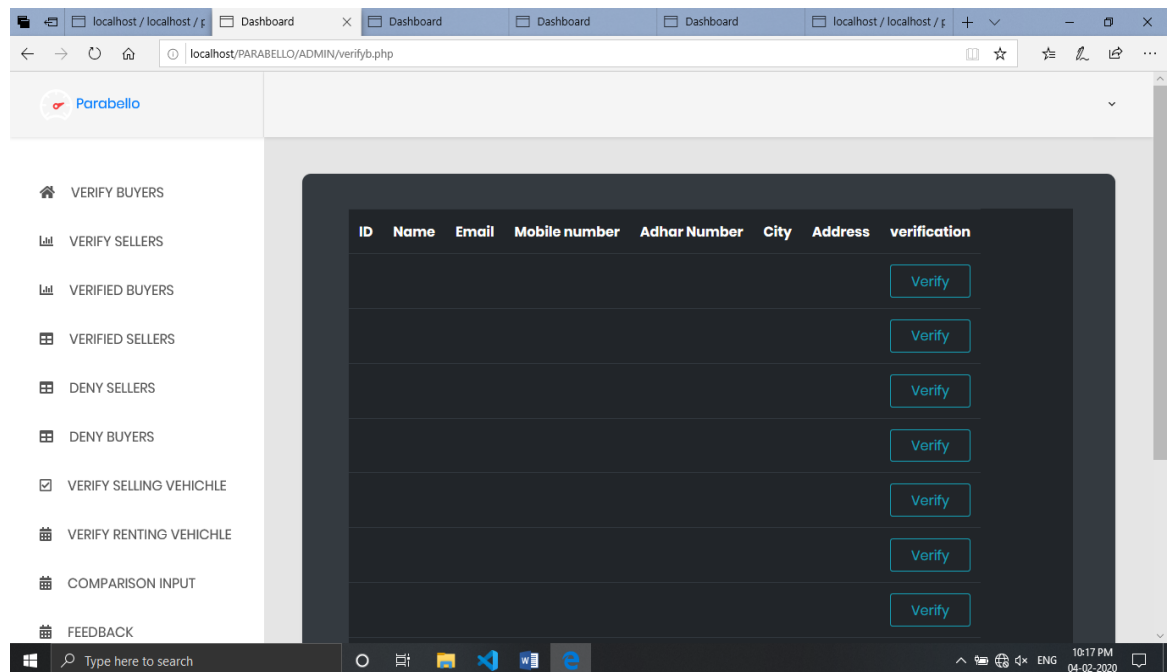 localhost / localhost / p
Dashboard
Dashboard
Dashboard
Dashboard
localhost / localhost / p
localhost/PARABELLO/ADMIN/verifyb.php
Parabello
VERIFY BUYERS
VERIFY SELLERS
VERIFIED BUYERS
VERIFIED SELLERS
DENY SELLERS
DENY BUYERS
VERIFY SELLING VEHICHLE
VERIFY RENTING VEHICHLE
COMPARISON INPUT
FEEDBACK
ID Name Email Mobile number Adhar Number City Address verification
Verify
Verify
Verify
Verify
Verify
Verify
Verify
Type here to search
ENG
10:17 PM
04-02-2020